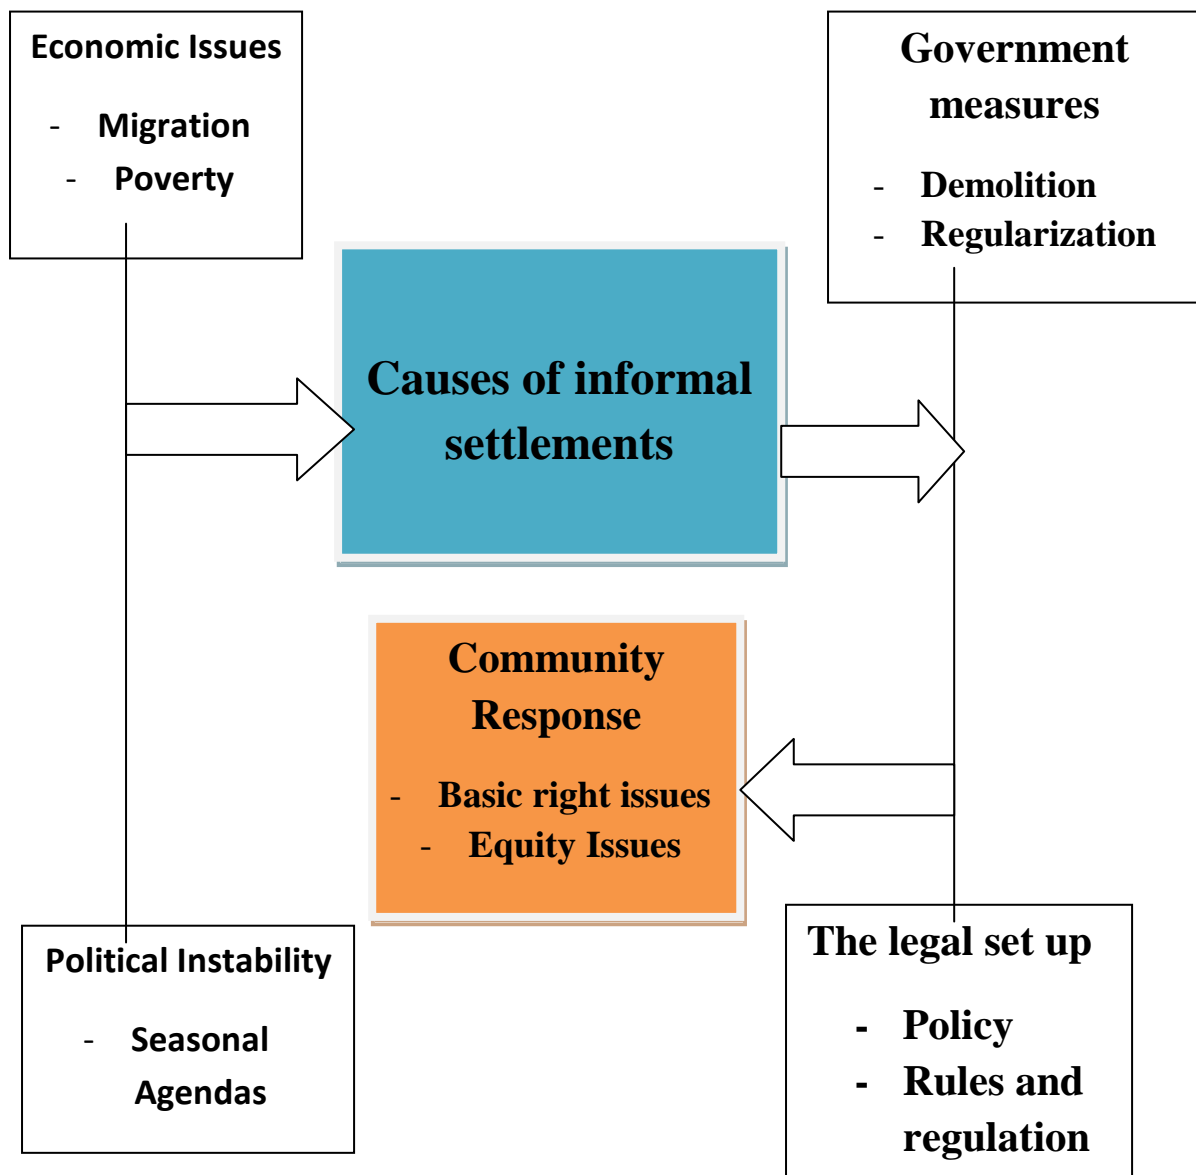 Economic Issues
- Migration
- Poverty
Government
measures
- Demolition
- Regularization
Causes of informal
settlements
Community
Response
- Basic right issues
- Equity Issues
Political Instability
- Seasonal
Agendas
The legal set up
- Policy
- Rules and
regulation